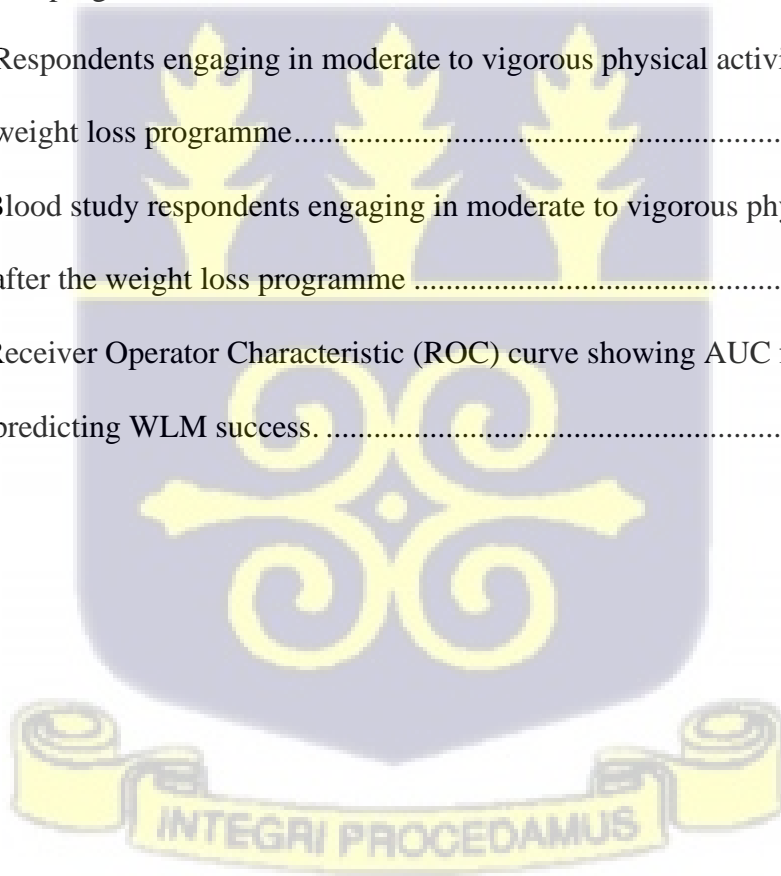 Respondents engaging in moderate to vigorous physical activi
weight loss programme.......................................................................
Blood study respondents engaging in moderate to vigorous phy
after the weight loss programme .....................................................
Receiver Operator Characteristic (ROC) curve showing AUC
predicting WLM success. .................................................................
INTEGRI PROCEDAMUS